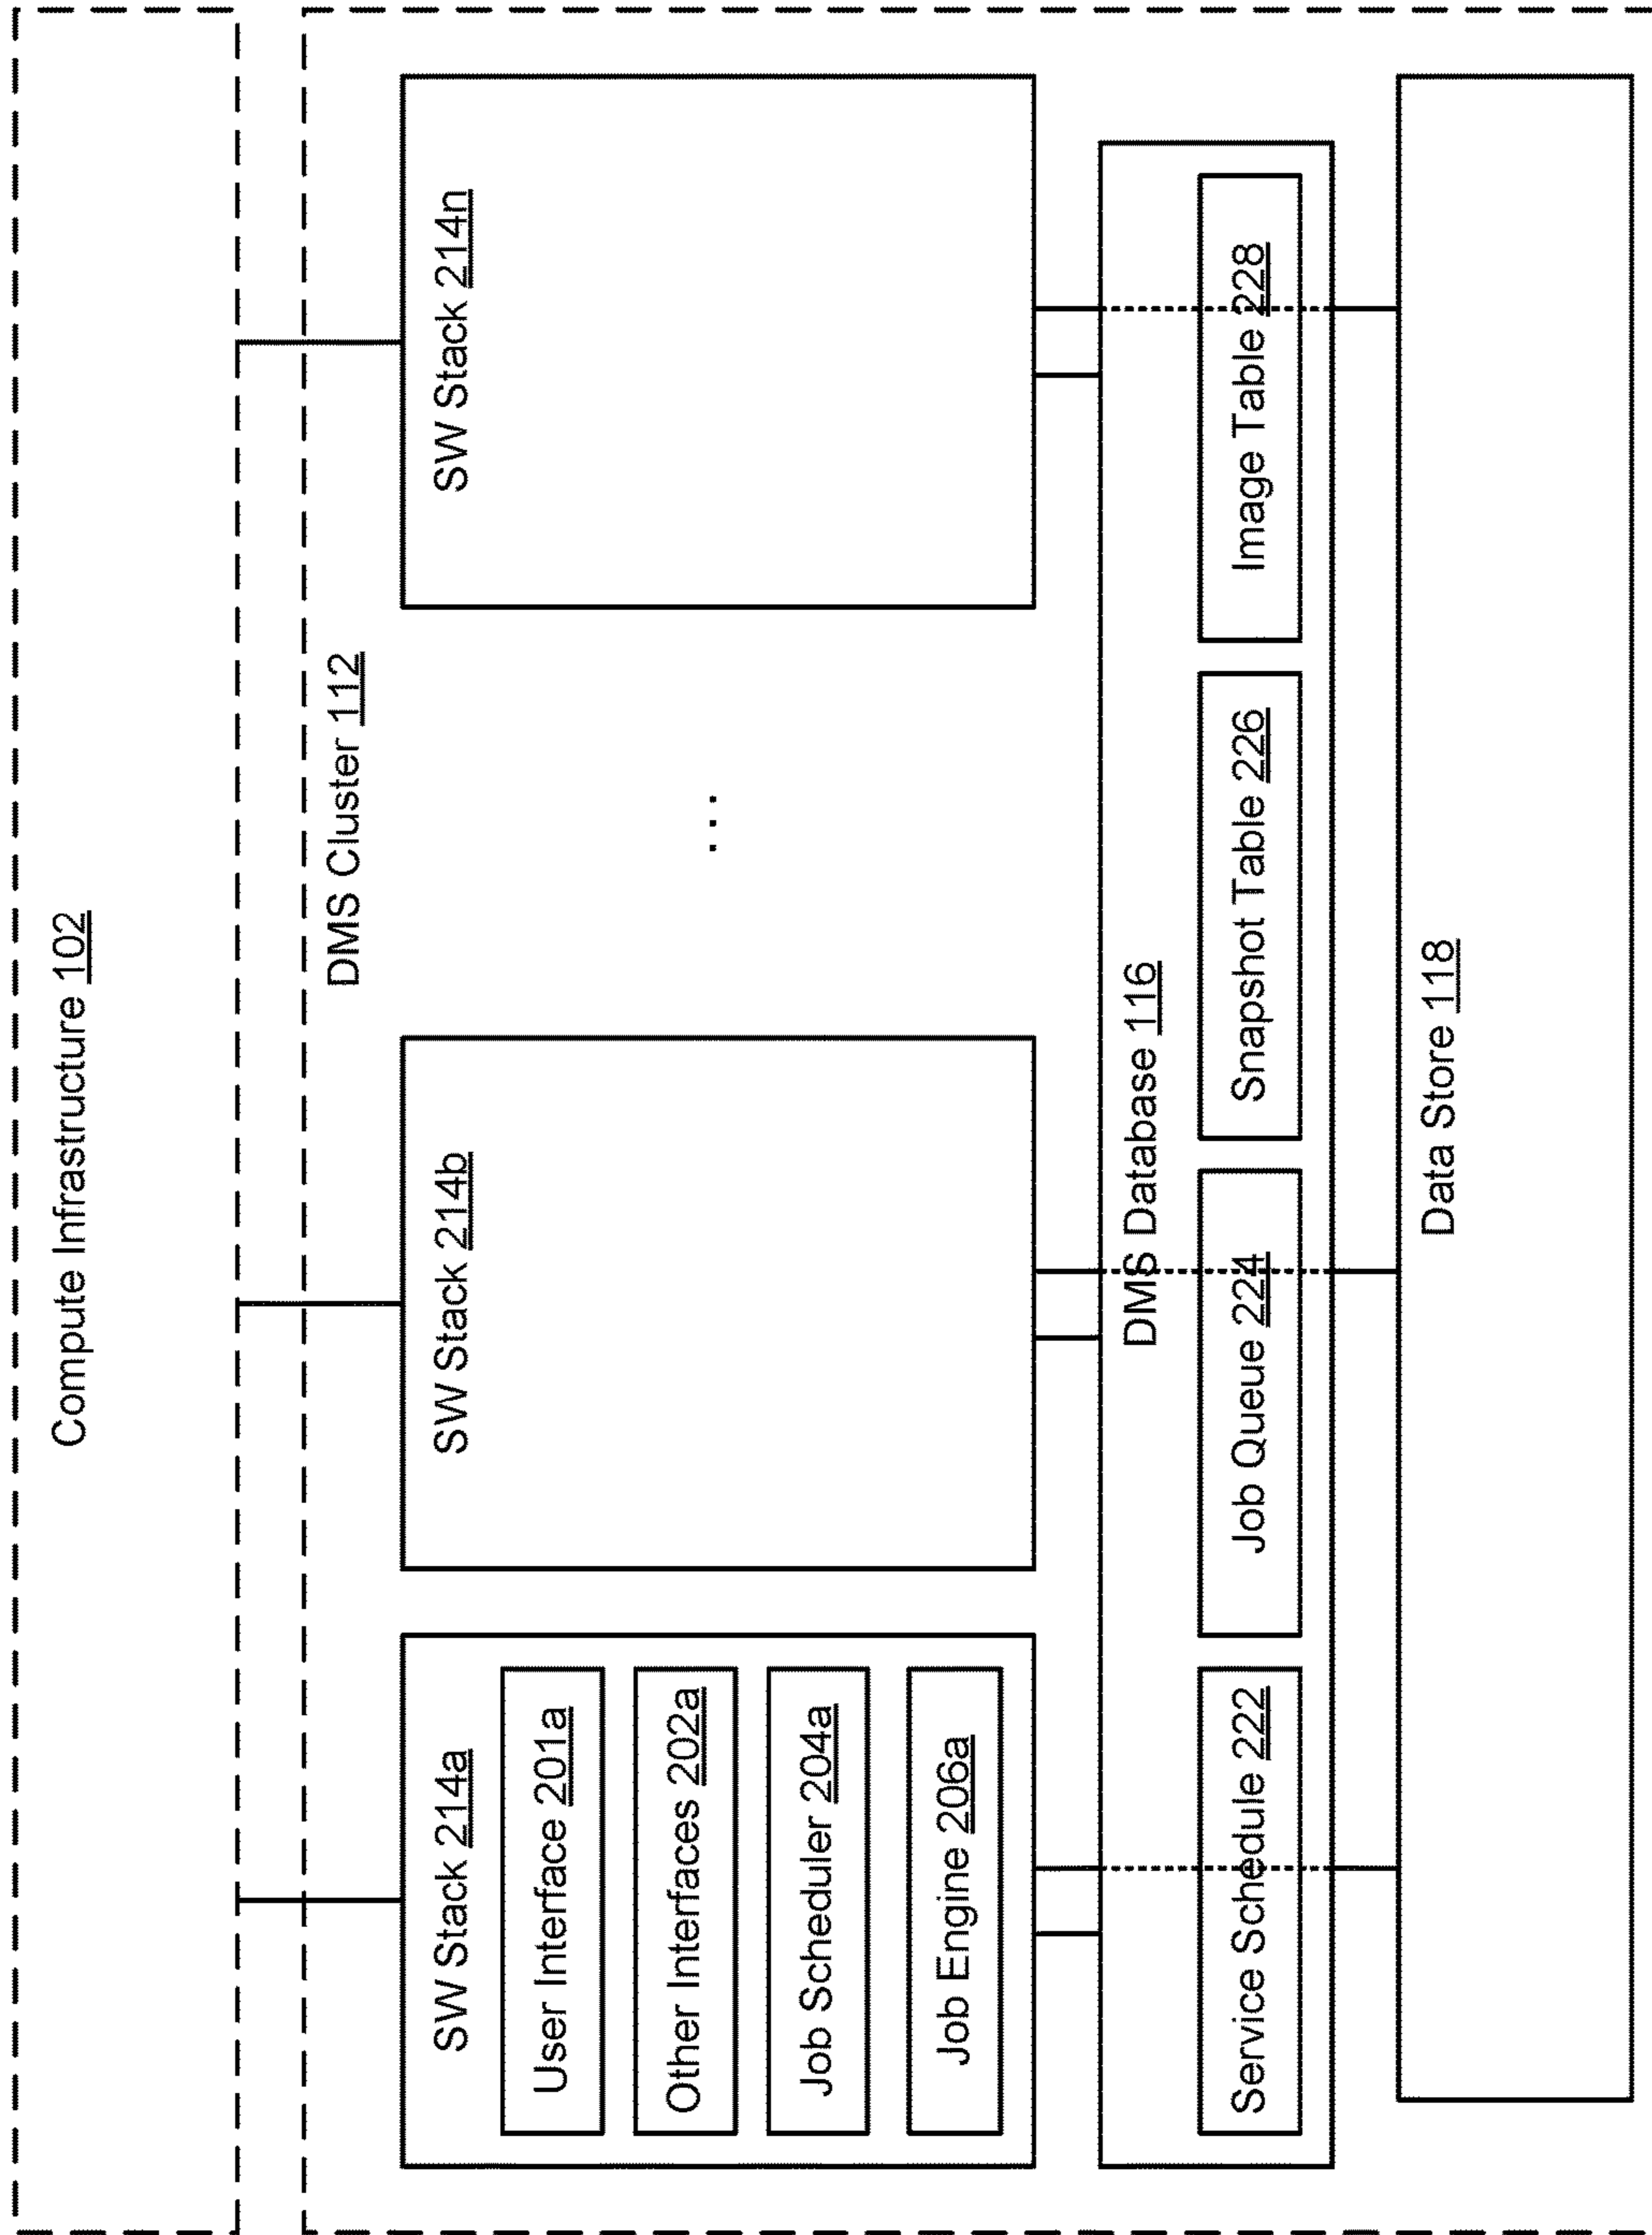 Compute Infrastructure 102
DMS Cluster 112
SW Stack 214a
User Interface 201a
Other Interfaces 202a
Job Scheduler 204a
Job Engine 206a
SW Stack 214b
...
SW Stack 214n
DMS Database 116
Service Schedule 222
Job Queue 224
Snapshot Table 226
Image Table 228
Data Store 118